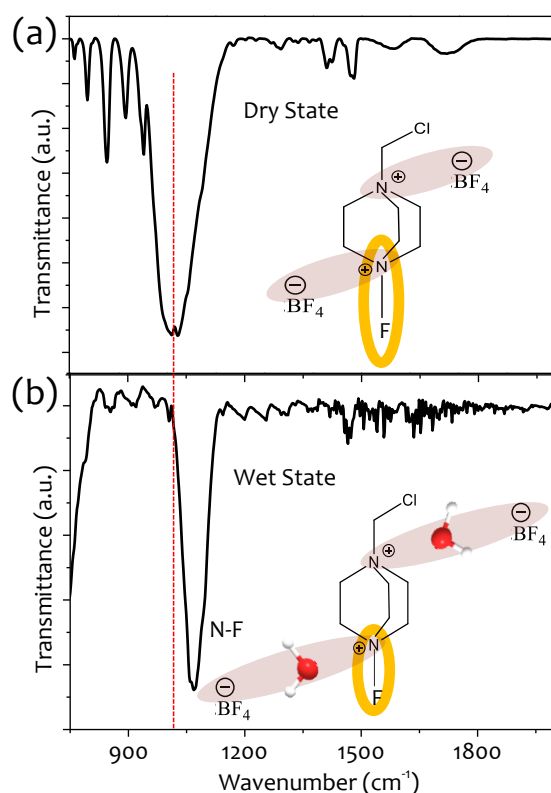 (a)
Transmittance (a.u.)
Dry State
Cl
N
⊕
⊖
:BF4
⊕
N
⊖
:BF4
F
(b)
Transmittance (a.u.)
Wet State
Cl
⊖
:BF4
N
⊕
N-F
⊕
N
⊖
:BF4
F
900 1200 1500 1800
Wavenumber (cm-1)